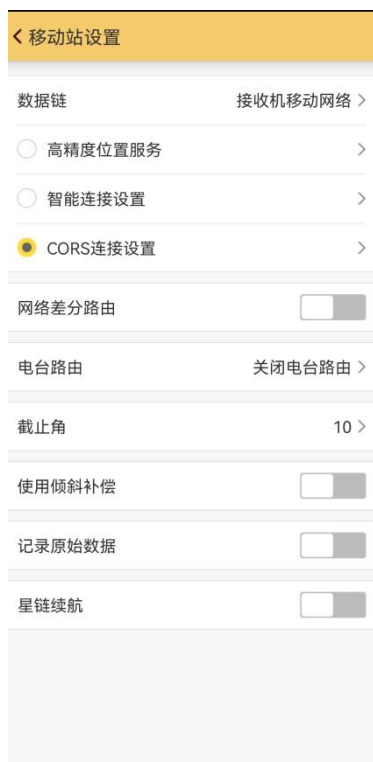 移动站设置
数据链 接收机移动网络
高精度位置服务
智能连接设置
CORS连接设置
网络差分路由
电台路由 关闭电台路由
截止角 10
使用倾斜补偿
记录原始数据
星链续航